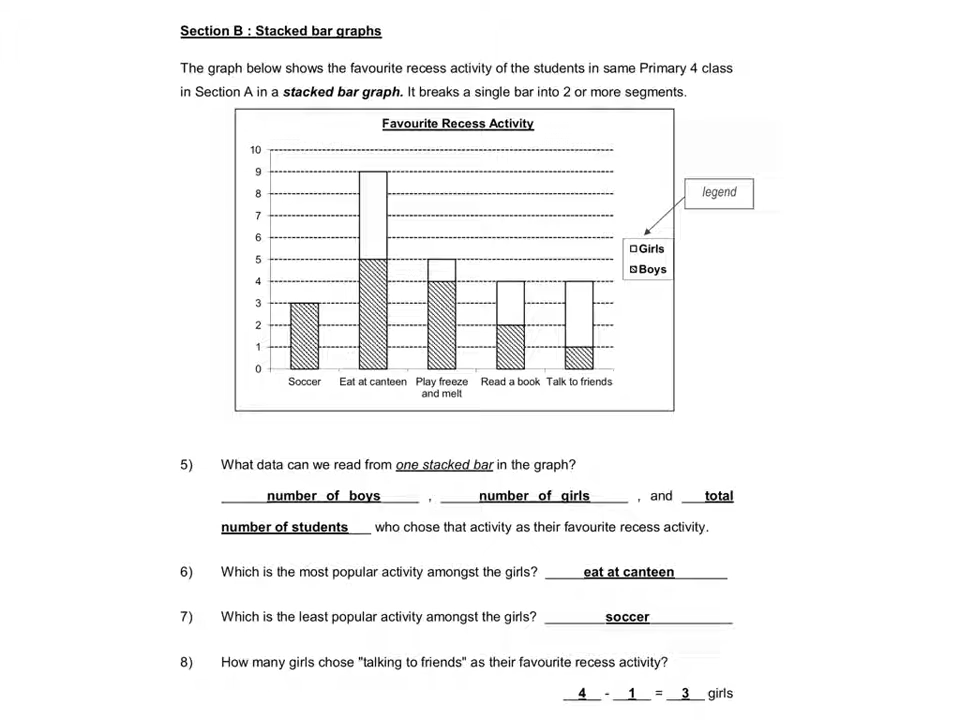 Section B : Stacked bar graphs
The graph below shows the favourite recess activity of the students in same Primary 4 class
in Section A in a stacked bar graph. It breaks a single bar into 2 or more segments.
Favourite Recess Activity
10
9
8
7
6
5
4
3
2
1
0
Soccer Eat at canteen Play freeze and melt Read a book Talk to friends
legend
Girls
Boys
5) What data can we read from one stacked bar in the graph?
number of boys , number of girls , and total
number of students who chose that activity as their favourite recess activity.
6) Which is the most popular activity amongst the girls? eat at canteen
7) Which is the least popular activity amongst the girls? soccer
8) How many girls chose "talking to friends" as their favourite recess activity?
4 - 1 = 3 girls